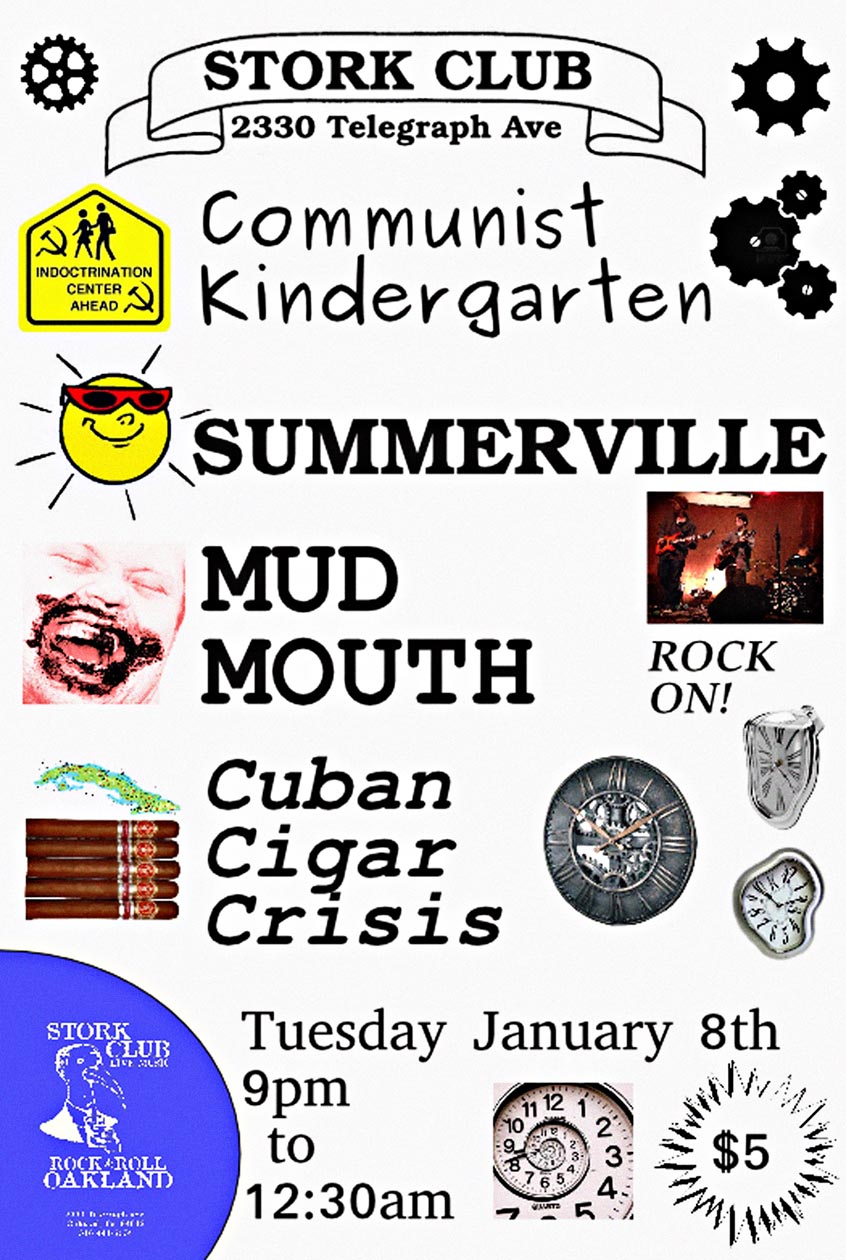 STORK CLUB
2330 Telegraph Ave
Communist
Kindergarten
INDOCTRINATION
CENTER
AHEAD
SUMMERVILLE
MUD
MOUTH
ROCK
ON!
Cuban
Cigar
Crisis
Tuesday January 8th
9pm
to
12:30am
$5
STORK
CLUB
LIVE MUSIC
ROCK & ROLL
OAKLAND